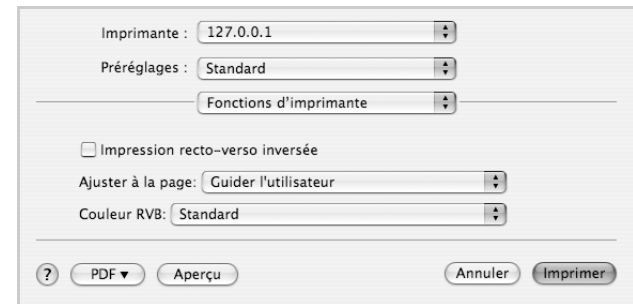 Imprimante : 127.0.0.1
Préréglages : Standard
Fonctions d'imprimante
Impression recto-verso inversée
Ajuster à la page: Guider l'utilisateur
Couleur RVB: Standard
? PDF ▼ Aperçu Annuler Imprimer